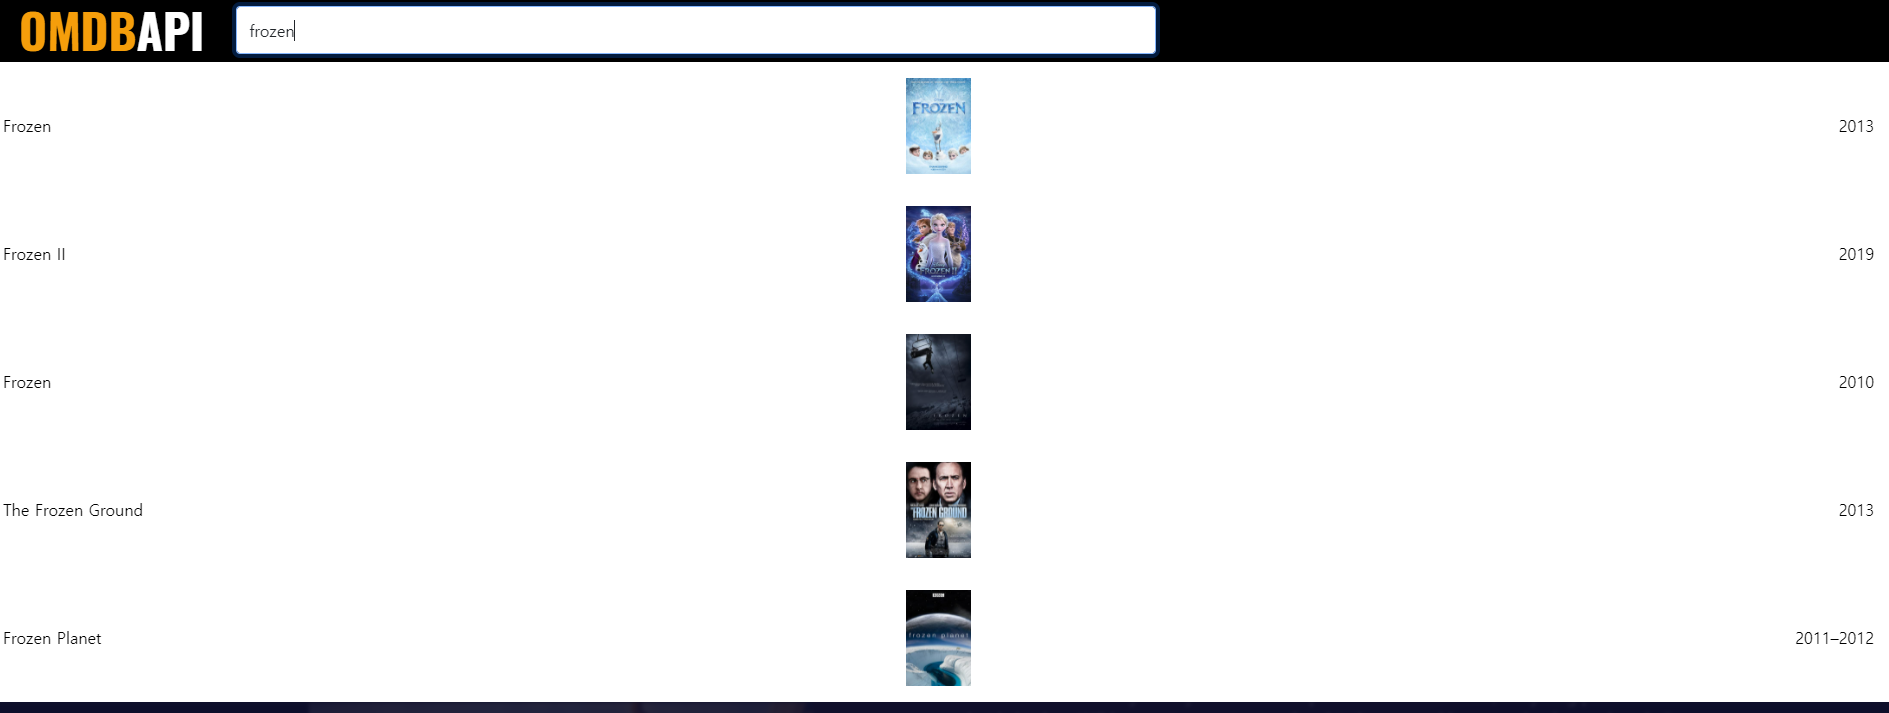 OMDBAPI
frozen
Frozen
FROZEN
2013
Frozen II
FROZEN II
2019
Frozen
FROZEN
2010
The Frozen Ground
FROZEN GROUND
2013
Frozen Planet
BBC
frozen planet
2011–2012